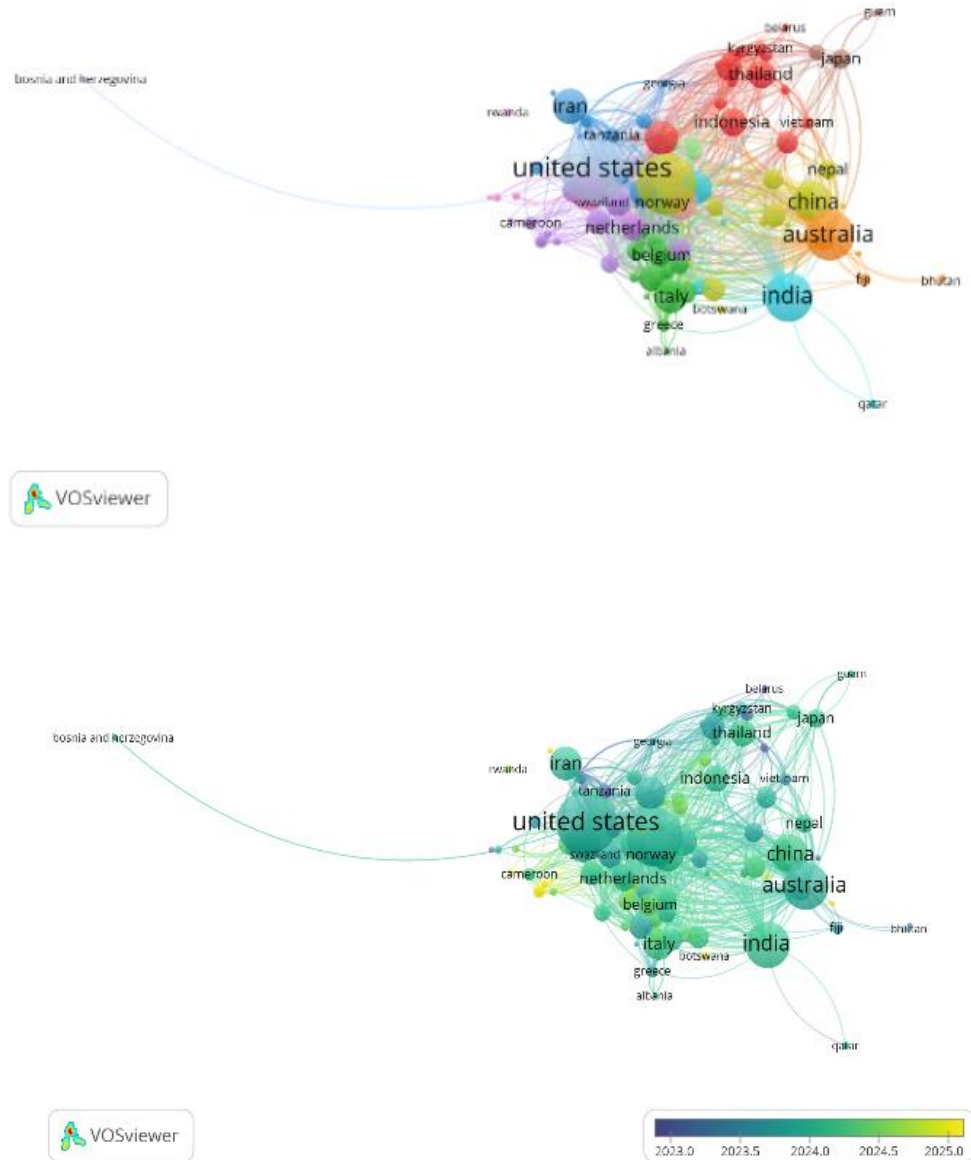 guam
belarus
kyrgyzstan
japan
thailand
bosnia and herzegovina
georgia
iran
rwanda
indonesia
viet nam
tanzania
united states
nepal
swaziland
norway
china
cameroon
netherlands
australia
belgium
fiji
bhutan
italy
india
botswana
greece
albania
qatar
VOSviewer
guam
belarus
kyrgyzstan
japan
thailand
bosnia and herzegovina
georgia
iran
rwanda
indonesia
viet nam
tanzania
united states
nepal
swaziland
norway
china
cameroon
netherlands
australia
belgium
fiji
bhutan
italy
india
botswana
greece
albania
qatar
VOSviewer
2023.0 2023.5 2024.0 2024.5 2025.0